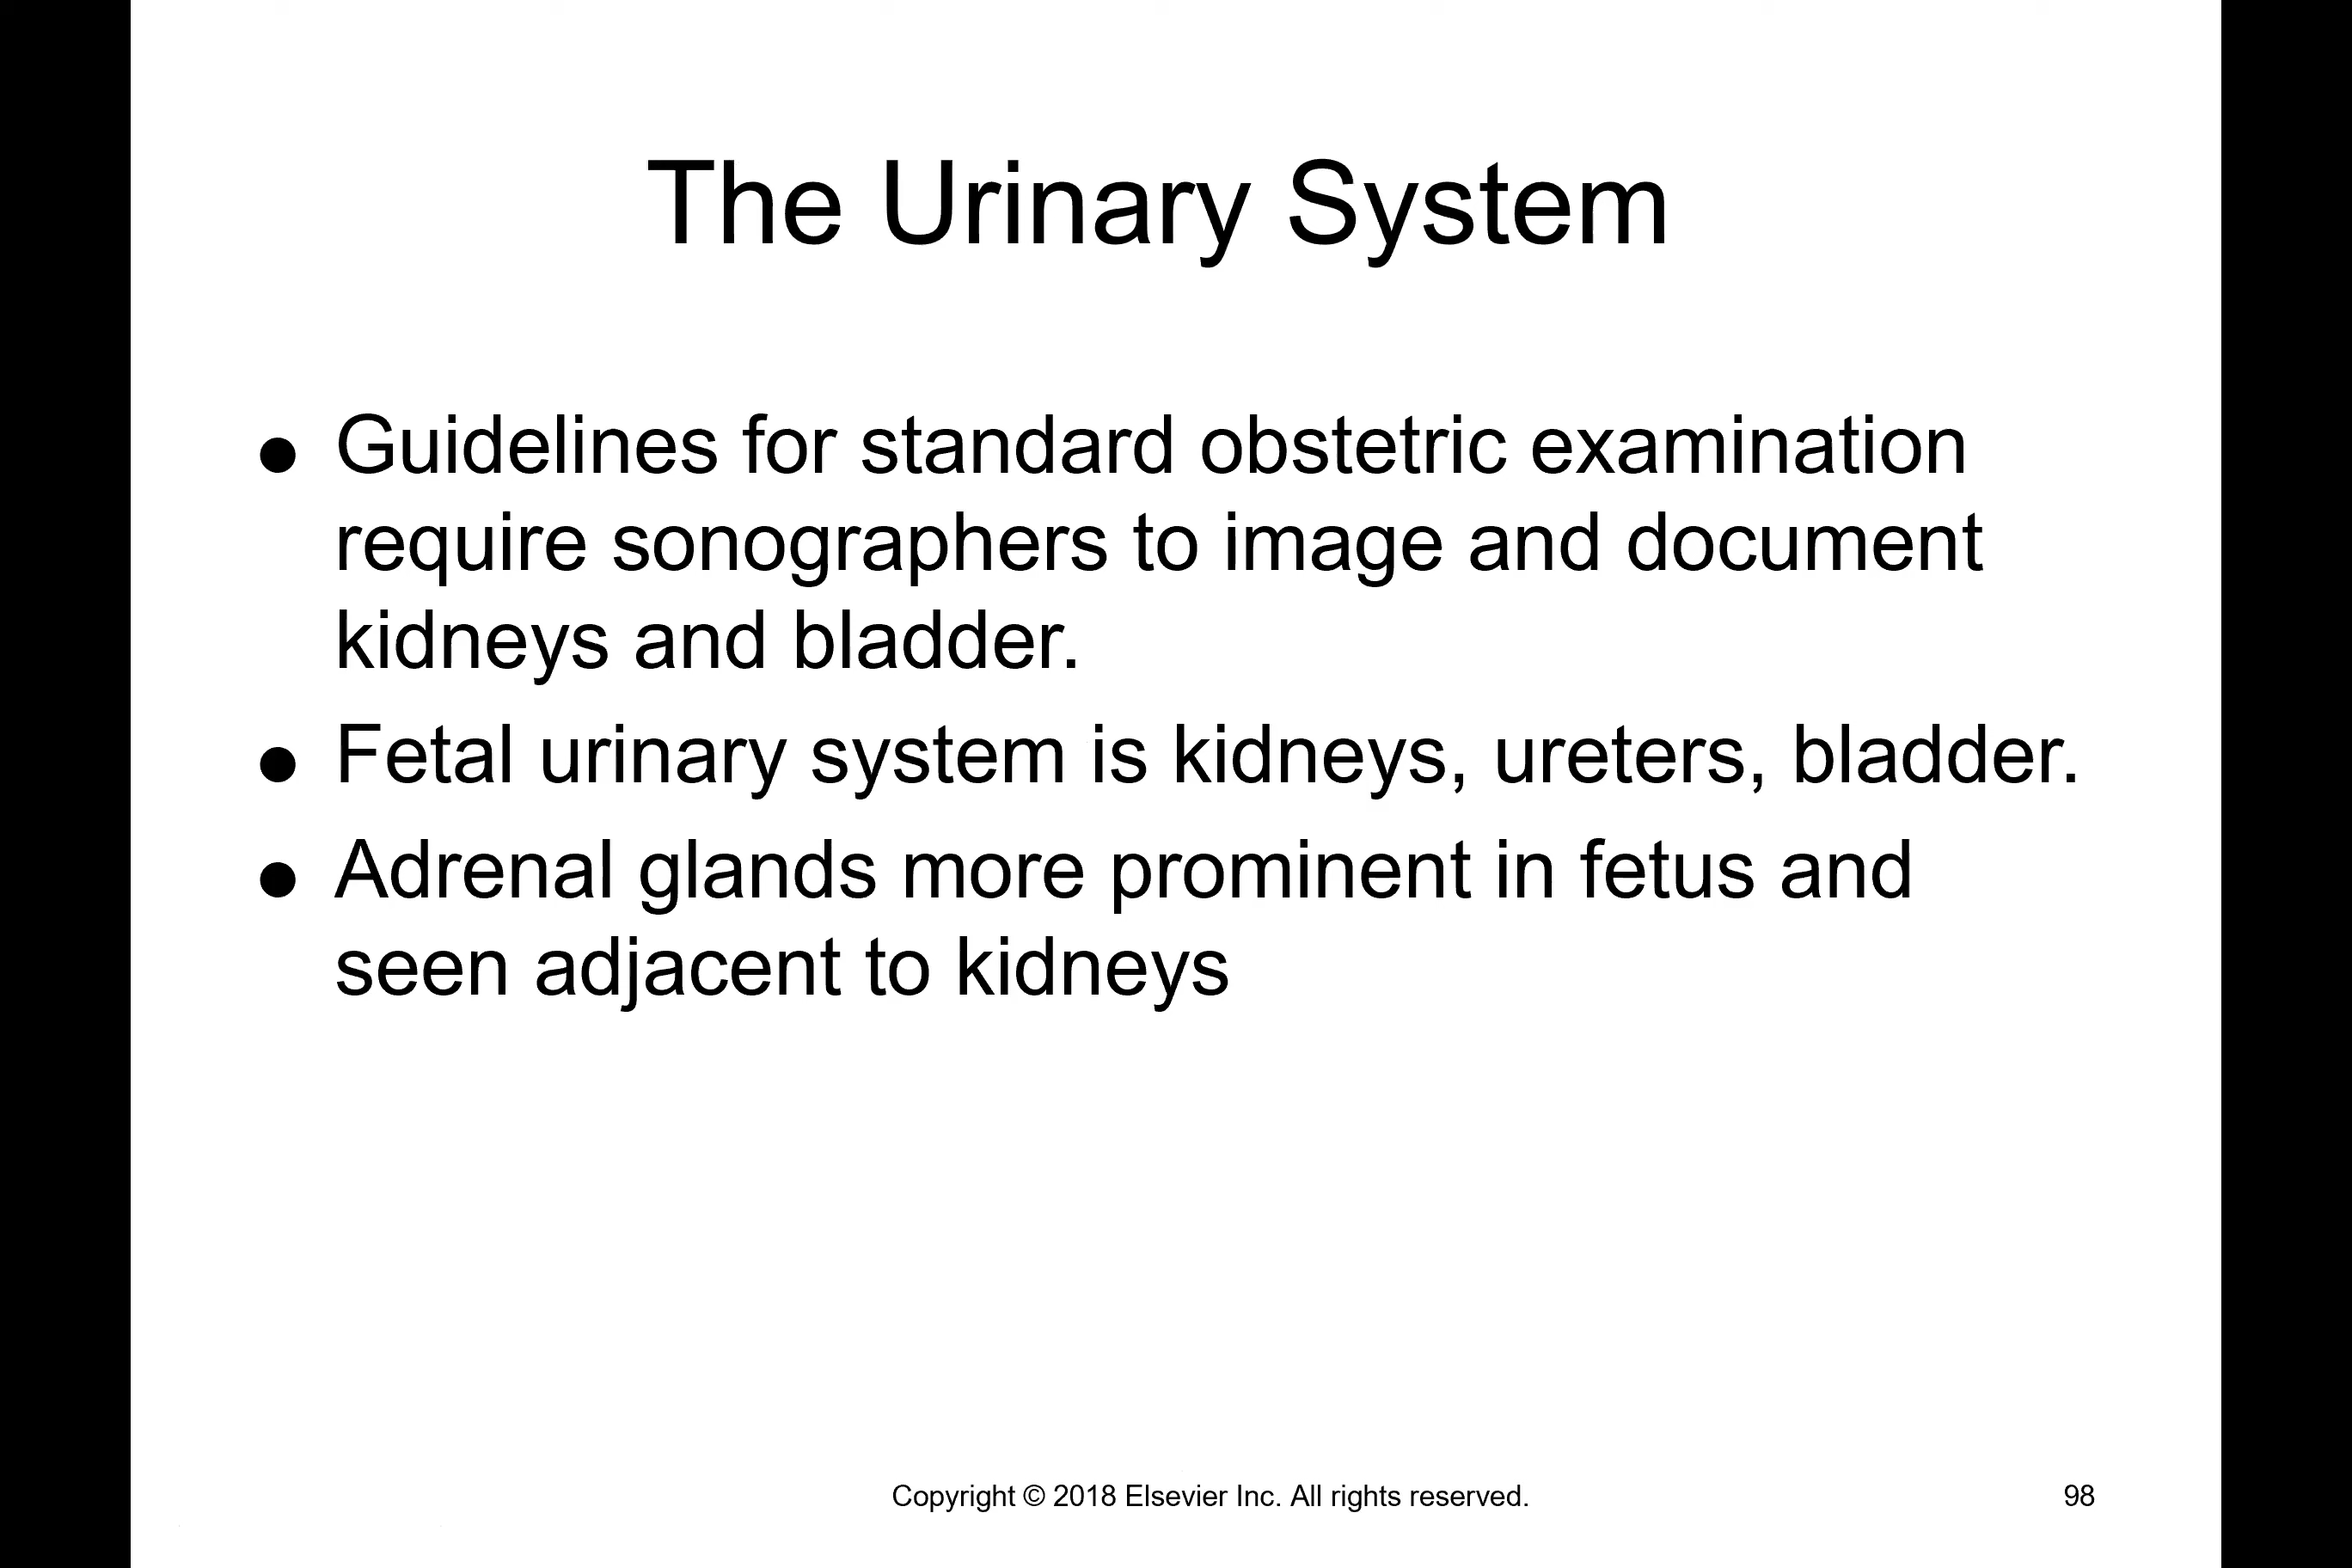 The Urinary System
● Guidelines for standard obstetric examination
require sonographers to image and document
kidneys and bladder.
● Fetal urinary system is kidneys, ureters, bladder.
● Adrenal glands more prominent in fetus and
seen adjacent to kidneys
Copyright © 2018 Elsevier Inc. All rights reserved.
98